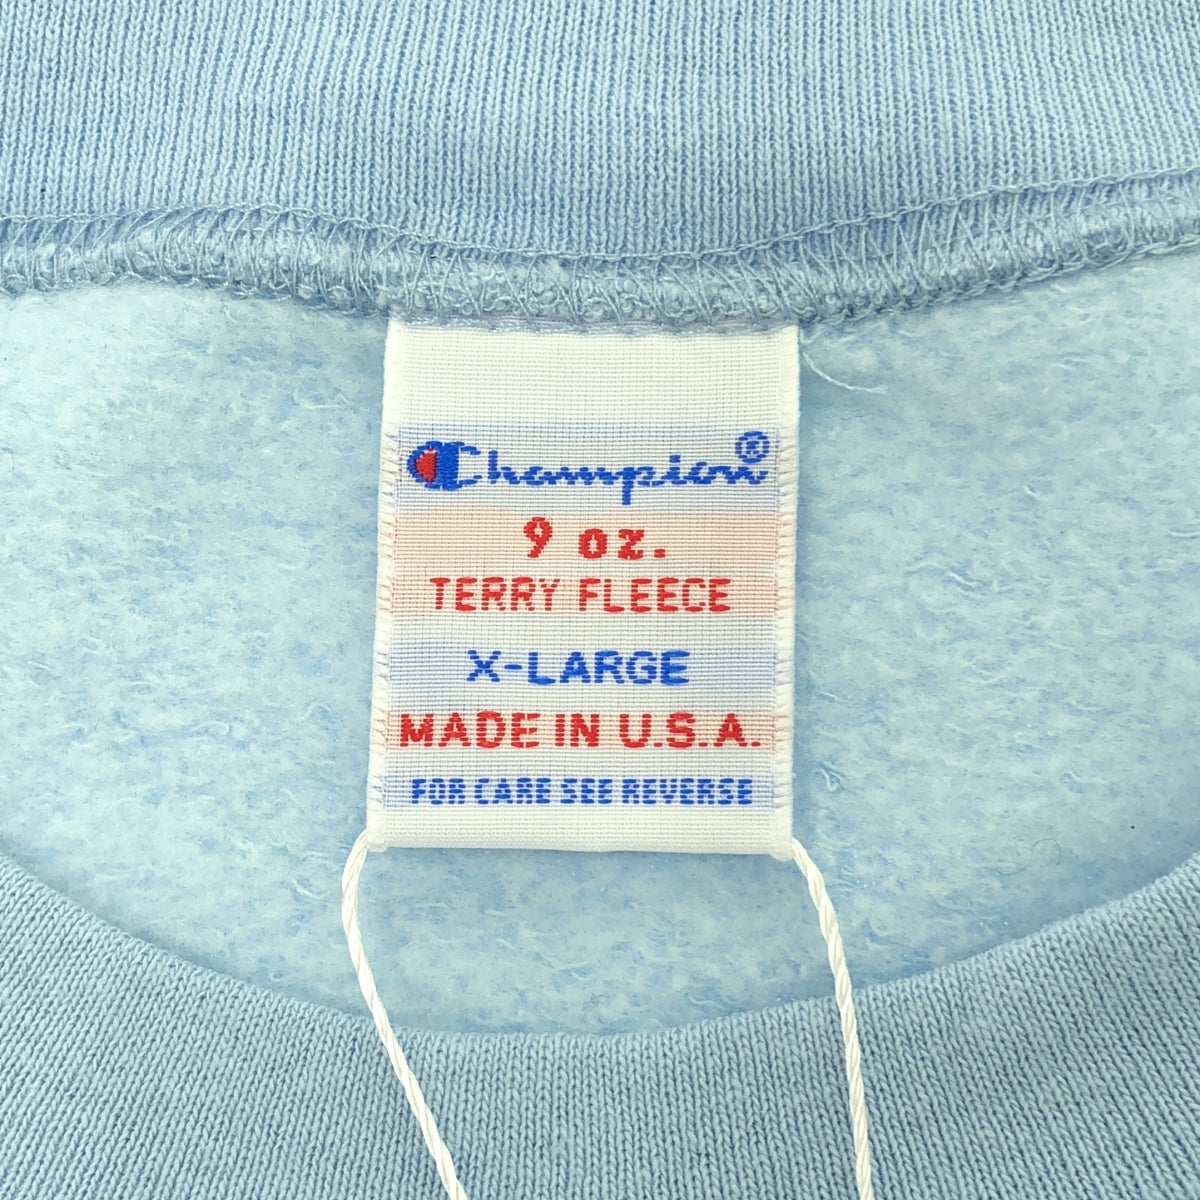 Champion®
9 oz.
TERRY FLEECE
X-LARGE
MADE IN U.S.A.
FOR CARE SEE REVERSE